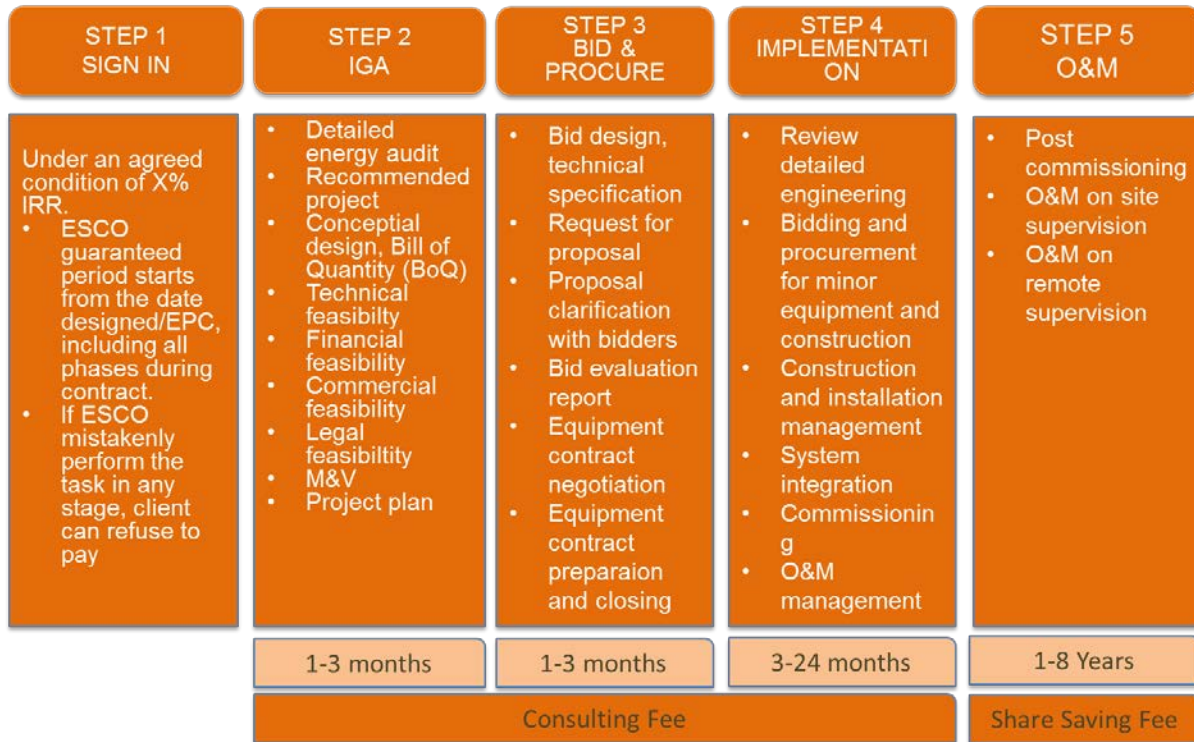 STEP 1
SIGN IN
STEP 2
IGA
STEP 3
BID &
PROCURE
STEP 4
IMPLEMENTATI
ON
STEP 5
O&M
Under an agreed
condition of X%
IRR.
• ESCO
guaranteed
period starts
from the date
designed/EPC,
including all
phases during
contract.
• If ESCO
mistakenly
perform the
task in any
stage, client
can refuse to
pay
• Detailed
energy audit
• Recommended
project
• Conceptial
design, Bill of
Quantity (BoQ)
• Technical
feasibilty
• Financial
feasibility
• Commercial
feasibility
• Legal
feasibiltity
• M&V
• Project plan
• Bid design,
technical
specification
• Request for
proposal
• Proposal
clarification
with bidders
• Bid evaluation
report
• Equipment
contract
negotiation
• Equipment
contract
preparaion
and closing
• Review
detailed
engineering
• Bidding and
procurement
for minor
equipment and
construction
• Construction
and installation
management
• System
integration
• Commissionin
g
• O&M
management
• Post
commissioning
• O&M on site
supervision
• O&M on
remote
supervision
1-3 months
1-3 months
3-24 months
1-8 Years
Consulting Fee
Share Saving Fee